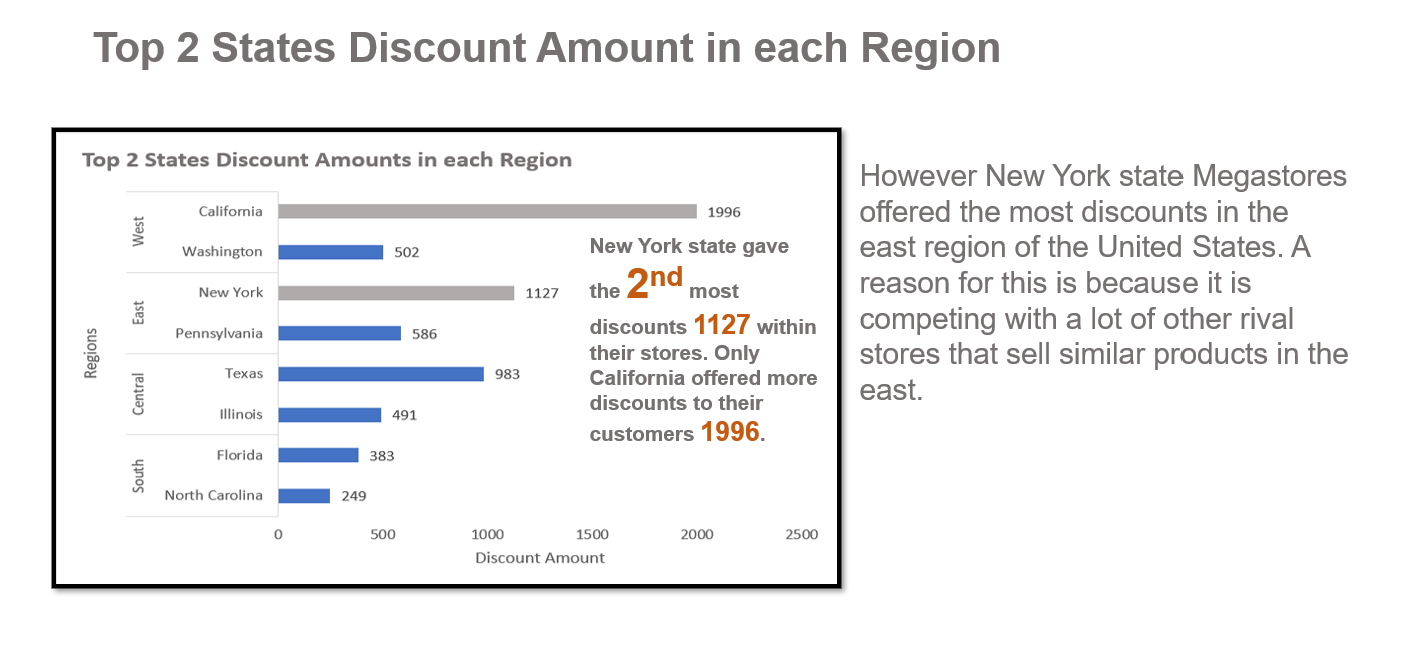 Top 2 States Discount Amount in each Region
Top 2 States Discount Amounts in each Region
Regions
West
California
1996
Washington
502
East
New York
1127
Pennsylvania
586
Central
Texas
983
Illinois
491
South
Florida
383
North Carolina
249
0
500
1000
1500
2000
2500
Discount Amount
New York state gave
the 2nd most
discounts 1127 within
their stores. Only
California offered more
discounts to their
customers 1996.
However New York state Megastores
offered the most discounts in the
east region of the United States. A
reason for this is because it is
competing with a lot of other rival
stores that sell similar products in the
east.